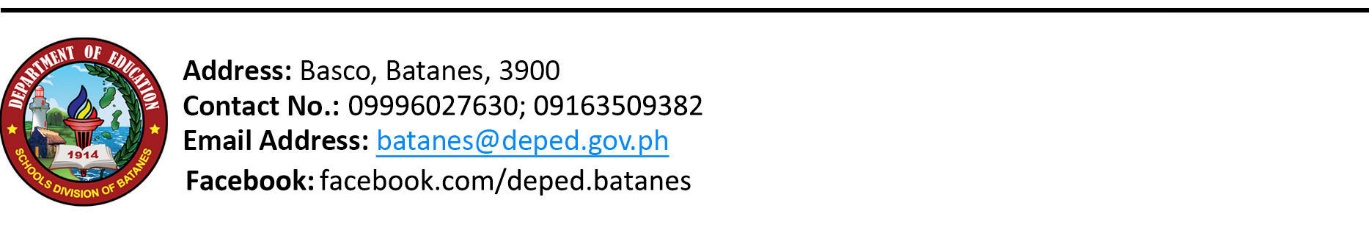 DEPARTMENT OF EDUCATION
1914
SCHOOLS DIVISION OF BATANES
Address: Basco, Batanes, 3900
Contact No.: 09996027630; 09163509382
Email Address: batanes@deped.gov.ph
Facebook: facebook.com/deped.batanes